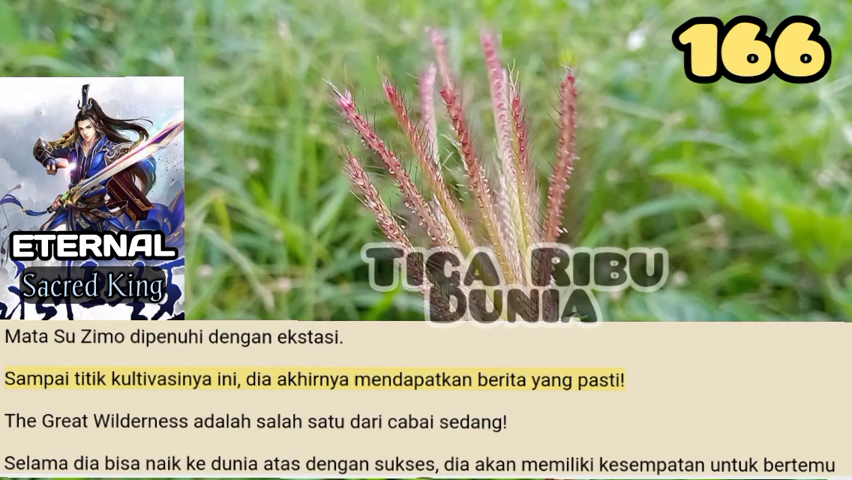 166
ETERNAL
Sacred King
TIGA RIBU
DUNIA
Mata Su Zimo dipenuhi dengan ekstasi.
Sampai titik kultivasinya ini, dia akhirnya mendapatkan berita yang pasti!
The Great Wilderness adalah salah satu dari cabai sedang!
Selama dia bisa naik ke dunia atas dengan sukses, dia akan memiliki kesempatan untuk bertemu